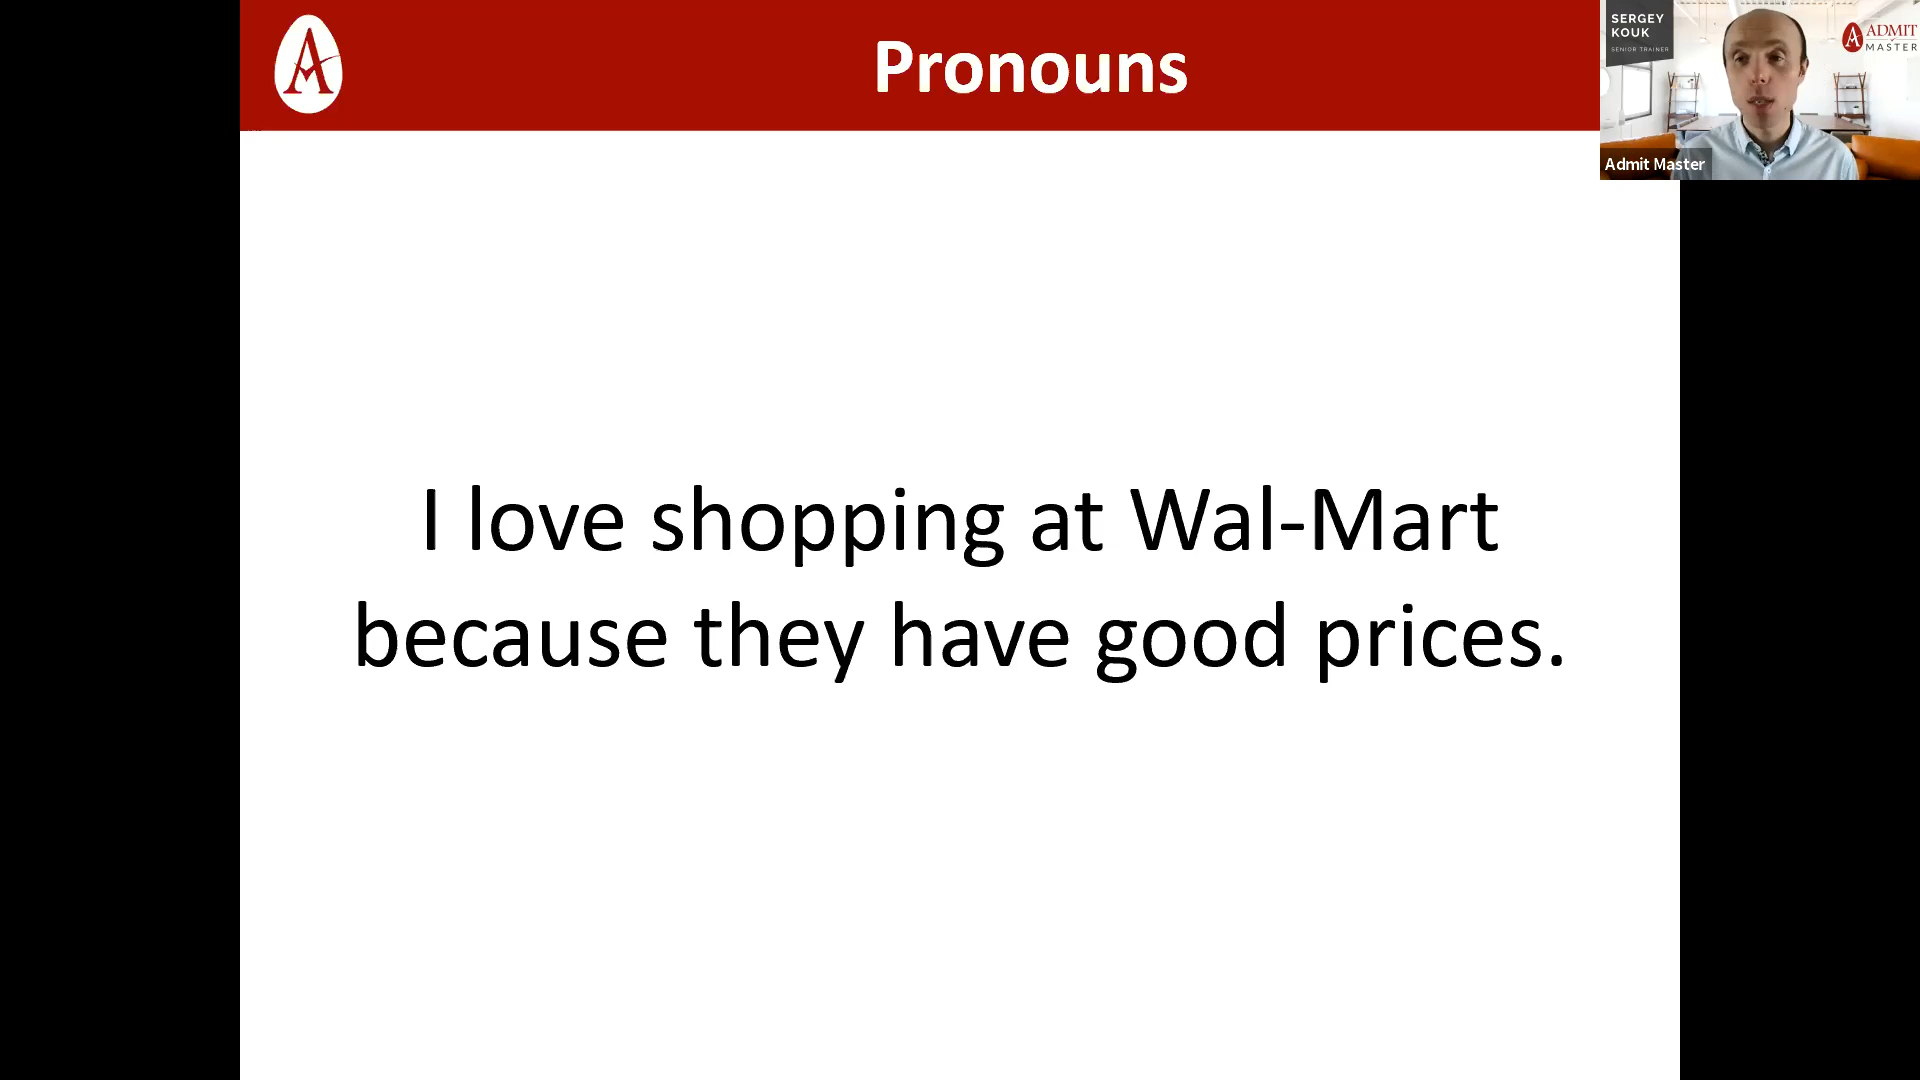 Pronouns
SERGEY
KOUK
SENIOR TRAINER
ADMIT
MASTER
Admit Master
I love shopping at Wal-Mart
because they have good prices.